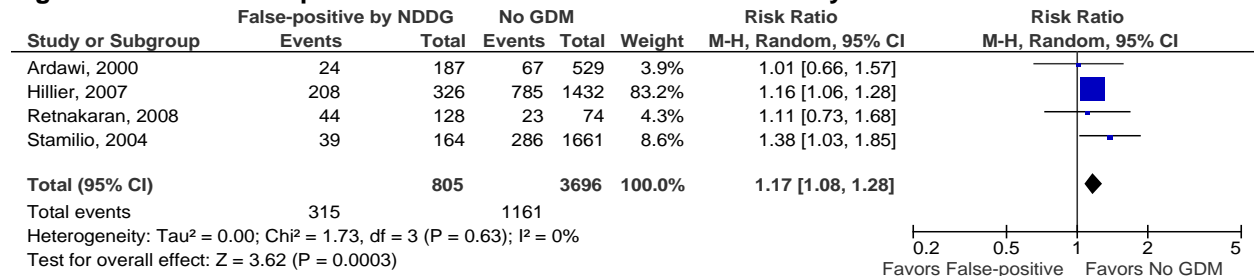 False-positive by NDDG No GDM Risk Ratio Risk Ratio
Study or Subgroup Events Total Events Total Weight M-H, Random, 95% CI M-H, Random, 95% CI
Ardawi, 2000 24 187 67 529 3.9% 1.01 [0.66, 1.57]
Hillier, 2007 208 326 785 1432 83.2% 1.16 [1.06, 1.28]
Retnakaran, 2008 44 128 23 74 4.3% 1.11 [0.73, 1.68]
Stamilio, 2004 39 164 286 1661 8.6% 1.38 [1.03, 1.85]
Total (95% CI) 805 3696 100.0% 1.17 [1.08, 1.28]
Total events 315 1161
Heterogeneity: Tau² = 0.00; Chi² = 1.73, df = 3 (P = 0.63); I² = 0%
Test for overall effect: Z = 3.62 (P = 0.0003)
0.2 0.5 1 2 5
Favors False-positive Favors No GDM